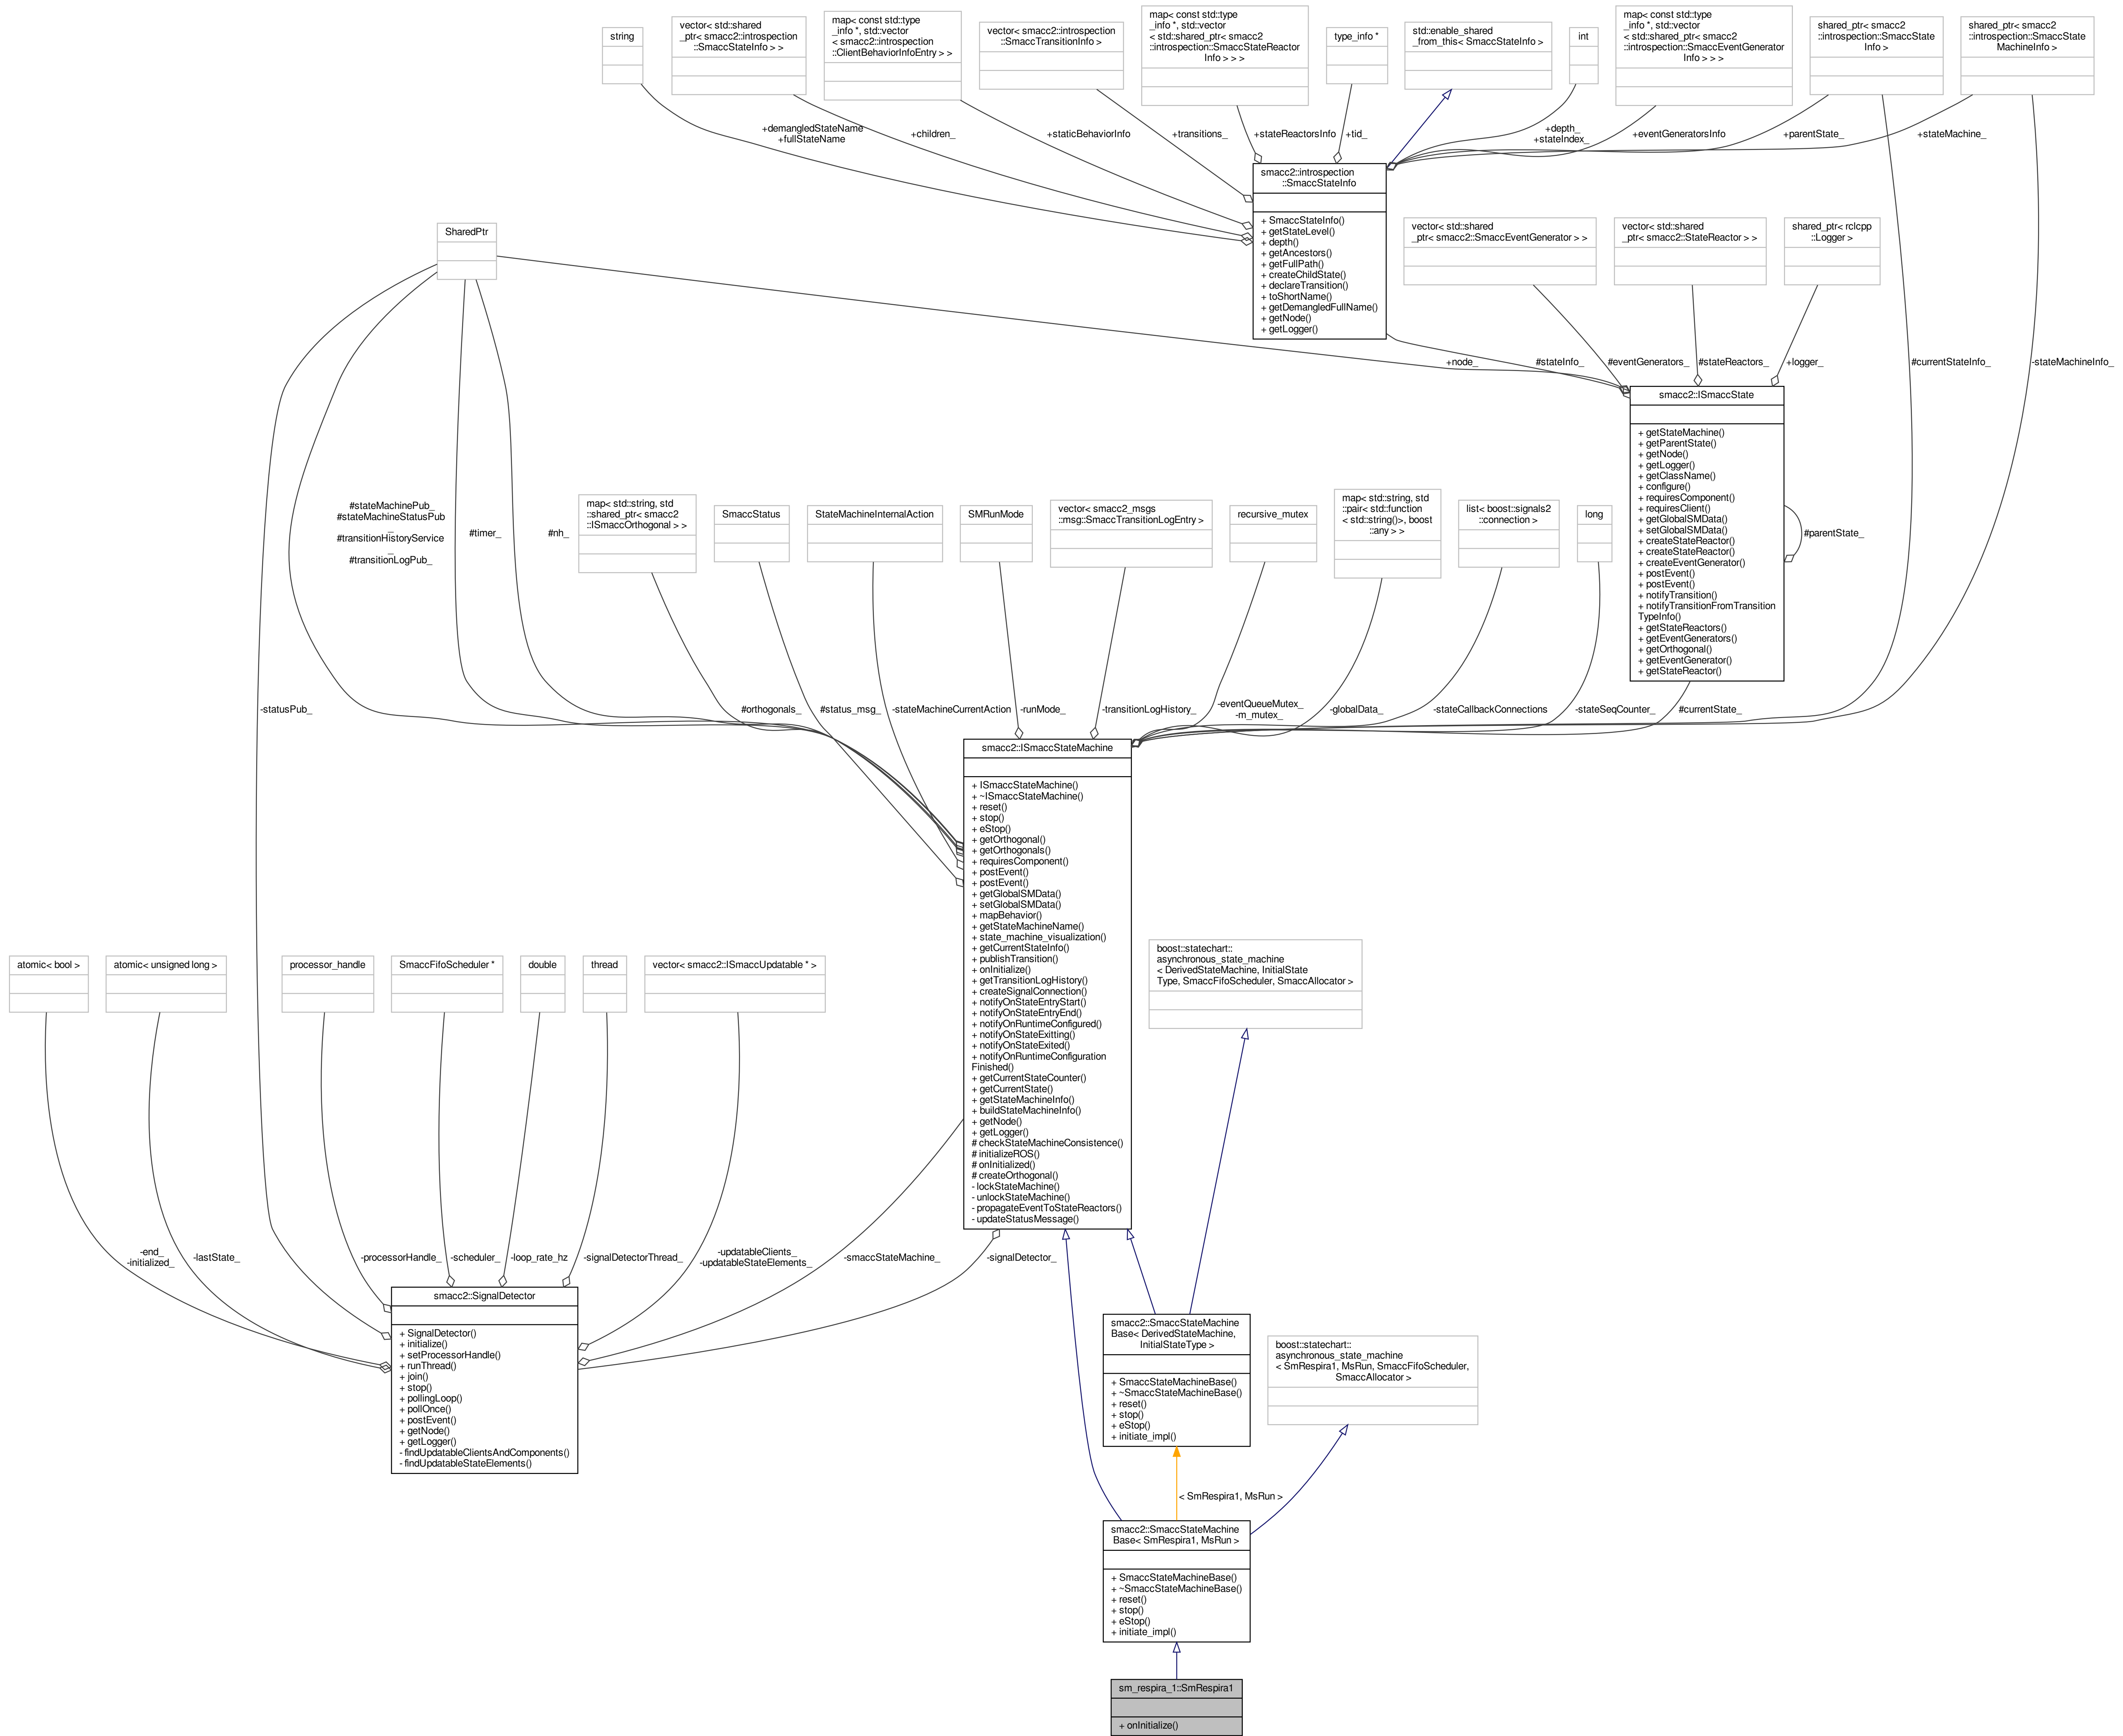 string
vector< std::shared
_ptr< smacc2::introspection
::SmaccStateInfo > >
map< const std::type
_info *, std::vector
< smacc2::introspection
::ClientBehaviorInfoEntry > >
vector< smacc2::introspection
::SmaccTransitionInfo >
map< const std::type
_info *, std::vector
< std::shared_ptr< smacc2
::introspection::SmaccStateReactor
Info > > >
type_info *
std::enable_shared
_from_this< SmaccStateInfo >
int
map< const std::type
_info *, std::vector
< std::shared_ptr< smacc2
::introspection::SmaccEventGenerator
Info > > >
shared_ptr< smacc2
::introspection::SmaccState
Info >
shared_ptr< smacc2
::introspection::SmaccState
MachineInfo >
+demangledStateName
+fullStateName
+children_
+staticBehaviorInfo
+transitions_
+stateReactorsInfo
+tid_
+depth_
+stateIndex_
+eventGeneratorsInfo
+parentState_
+stateMachine_
smacc2::introspection
::SmaccStateInfo
+ SmaccStateInfo()
+ getStateLevel()
+ depth()
+ getAncestors()
+ getFullPath()
+ createChildState()
+ declareTransition()
+ toShortName()
+ getDemangledFullName()
+ getNode()
+ getLogger()
SharedPtr
vector< std::shared
_ptr< smacc2::SmaccEventGenerator > >
vector< std::shared
_ptr< smacc2::StateReactor > >
shared_ptr< rclcpp
::Logger >
+node_
#stateInfo_
#eventGenerators_
#stateReactors_
+logger_
#currentStateInfo_
-stateMachineInfo_
smacc2::ISmaccState
+ getStateMachine()
+ getParentState()
+ getNode()
+ getLogger()
+ getClassName()
+ configure()
+ requiresComponent()
+ requiresClient()
+ getGlobalSMData()
+ setGlobalSMData()
+ createStateReactor()
+ createStateReactor()
+ createEventGenerator()
+ postEvent()
+ postEvent()
+ notifyTransition()
+ notifyTransitionFromTransition
TypeInfo()
+ getStateReactors()
+ getEventGenerators()
+ getOrthogonal()
+ getEventGenerator()
+ getStateReactor()
#parentState_
#stateMachinePub_
#stateMachineStatusPub
_
#transitionHistoryService
_
#transitionLogPub_
#timer_
#nh_
map< std::string, std
::shared_ptr< smacc2
::ISmaccOrthogonal > >
SmaccStatus
StateMachineInternalAction
SMRunMode
vector< smacc2_msgs
::msg::SmaccTransitionLogEntry >
recursive_mutex
map< std::string, std
::pair< std::function
< std::string()>, boost
::any > >
list< boost::signals2
::connection >
long
-statusPub_
#orthogonals_
#status_msg_
-stateMachineCurrentAction
-runMode_
-transitionLogHistory_
-eventQueueMutex_
-m_mutex_
-globalData_
-stateCallbackConnections
-stateSeqCounter_
#currentState_
smacc2::ISmaccStateMachine
+ ISmaccStateMachine()
+ ~ISmaccStateMachine()
+ reset()
+ stop()
+ eStop()
+ getOrthogonal()
+ getOrthogonals()
+ requiresComponent()
+ postEvent()
+ postEvent()
+ getGlobalSMData()
+ setGlobalSMData()
+ mapBehavior()
+ getStateMachineName()
+ state_machine_visualization()
+ getCurrentStateInfo()
+ publishTransition()
+ onInitialize()
+ getTransitionLogHistory()
+ createSignalConnection()
+ notifyOnStateEntryStart()
+ notifyOnStateEntryEnd()
+ notifyOnRuntimeConfigured()
+ notifyOnStateExitting()
+ notifyOnStateExited()
+ notifyOnRuntimeConfiguration
Finished()
+ getCurrentStateCounter()
+ getCurrentState()
+ getStateMachineInfo()
+ buildStateMachineInfo()
+ getNode()
+ getLogger()
# checkStateMachineConsistence()
# initializeROS()
# onInitialized()
# createOrthogonal()
- lockStateMachine()
- unlockStateMachine()
- propagateEventToStateReactors()
- updateStatusMessage()
atomic< bool >
atomic< unsigned long >
processor_handle
SmaccFifoScheduler *
double
thread
vector< smacc2::ISmaccUpdatable * >
boost::statechart::
asynchronous_state_machine
< DerivedStateMachine, InitialState
Type, SmaccFifoScheduler, SmaccAllocator >
-end_
-initialized_
-lastState_
-processorHandle_
-scheduler_
-loop_rate_hz
-signalDetectorThread_
-updatableClients_
-updatableStateElements_
-smaccStateMachine_
-signalDetector_
smacc2::SignalDetector
+ SignalDetector()
+ initialize()
+ setProcessorHandle()
+ runThread()
+ join()
+ stop()
+ pollingLoop()
+ pollOnce()
+ postEvent()
+ getNode()
+ getLogger()
- findUpdatableClientsAndComponents()
- findUpdatableStateElements()
smacc2::SmaccStateMachine
Base< DerivedStateMachine,
InitialStateType >
+ SmaccStateMachineBase()
+ ~SmaccStateMachineBase()
+ reset()
+ stop()
+ eStop()
+ initiate_impl()
boost::statechart::
asynchronous_state_machine
< SmRespira1, MsRun, SmaccFifoScheduler,
SmaccAllocator >
< SmRespira1, MsRun >
smacc2::SmaccStateMachine
Base< SmRespira1, MsRun >
+ SmaccStateMachineBase()
+ ~SmaccStateMachineBase()
+ reset()
+ stop()
+ eStop()
+ initiate_impl()
sm_respira_1::SmRespira1
+ onInitialize()